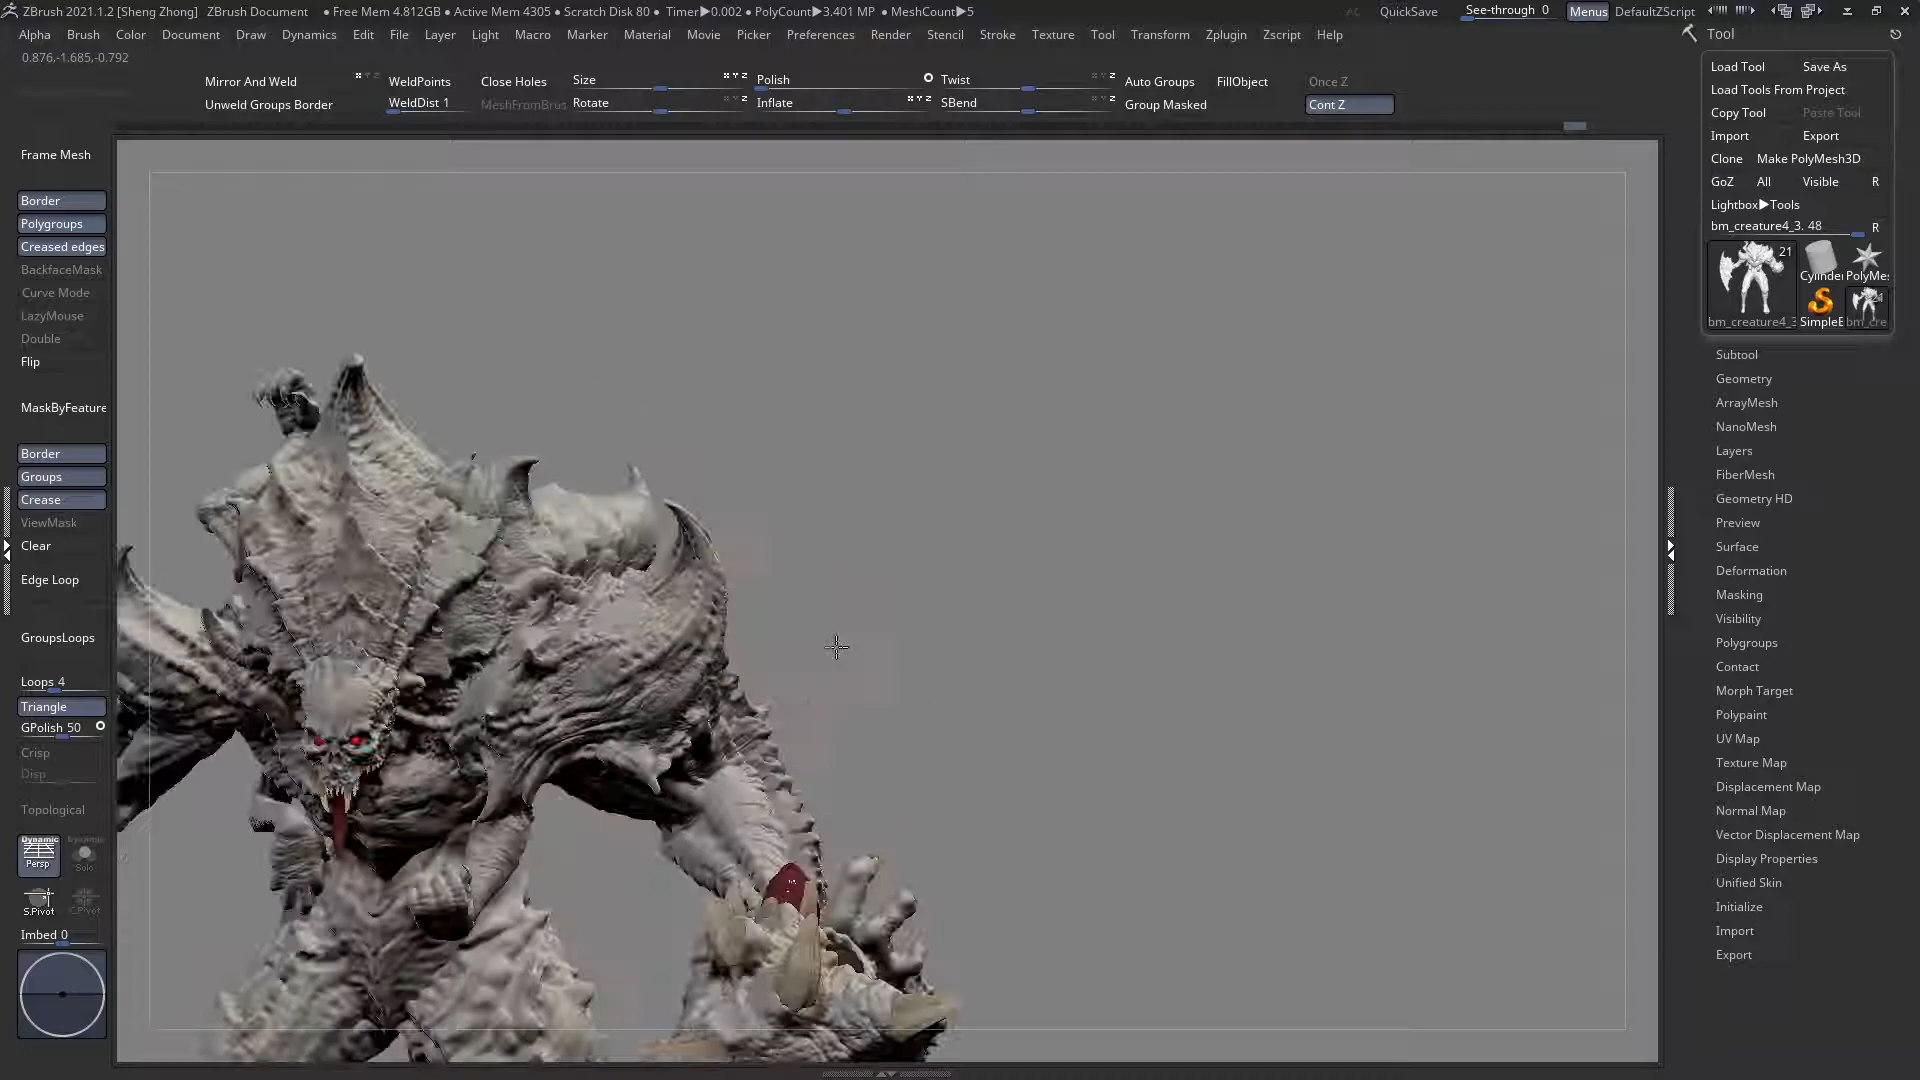 ZBrush 2021.1.2 [Sheng Zhong] ZBrush Document • Free Mem 4.812GB • Active Mem 4305 • Scratch Disk 80 • Timer▶0.002 • PolyCount▶3.401 MP • MeshCount▶5 AC QuickSave See-through 0 Menus DefaultZScript
Alpha Brush Color Document Draw Dynamics Edit File Layer Light Macro Marker Material Movie Picker Preferences Render Stencil Stroke Texture Tool Transform Zplugin Zscript Help
0.876,-1.685,-0.792
Mirror And Weld WeldPoints Close Holes Size Polish Twist Auto Groups FillObject Once Z
Unweld Groups Border WeldDist 1 MeshFromBrus Rotate Inflate SBend Group Masked Cont Z
Frame Mesh
Border
Polygroups
Creased edges
BackfaceMask
Curve Mode
LazyMouse
Double
Flip
MaskByFeature
Border
Groups
Crease
ViewMask
Clear
Edge Loop
GroupsLoops
Loops 4
Triangle
GPolish 50
Crisp
Disp
Topological
Dynamic Dynamic
Persp Solo
S.Pivot C.Pivot
Imbed 0
Tool
Load Tool Save As
Load Tools From Project
Copy Tool Paste Tool
Import Export
Clone Make PolyMesh3D
GoZ All Visible R
Lightbox▶Tools
bm_creature4_3. 48 R
21
Cylinder PolyMes
bm_creature4_3 SimpleE bm_cre
Subtool
Geometry
ArrayMesh
NanoMesh
Layers
FiberMesh
Geometry HD
Preview
Surface
Deformation
Masking
Visibility
Polygroups
Contact
Morph Target
Polypaint
UV Map
Texture Map
Displacement Map
Normal Map
Vector Displacement Map
Display Properties
Unified Skin
Initialize
Import
Export